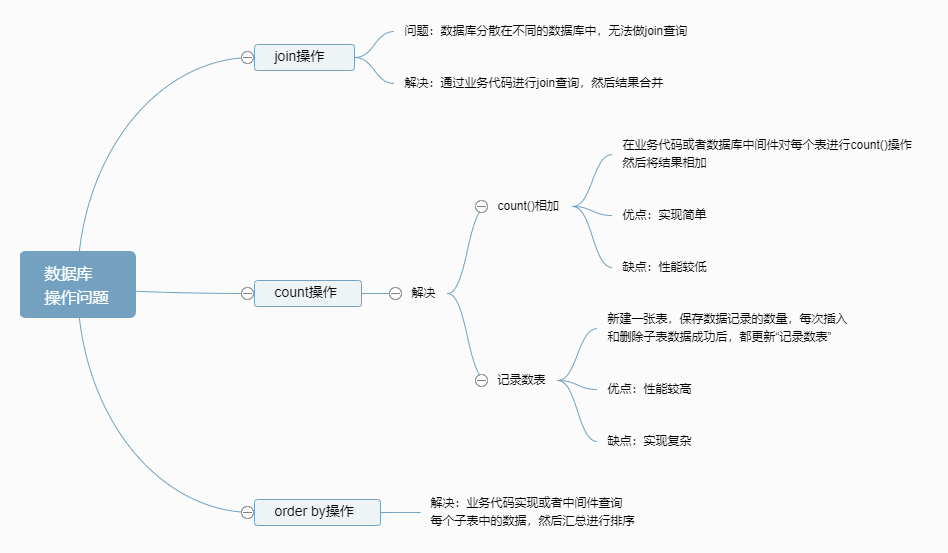 数据库
操作问题
join操作
问题：数据库分散在不同的数据库中，无法做join查询
解决：通过业务代码进行join查询，然后结果合并
count操作
解决
count()相加
在业务代码或者数据库中间件对每个表进行count()操作
然后将结果相加
优点：实现简单
缺点：性能较低
记录数表
新建一张表，保存数据记录的数量，每次插入
和删除子表数据成功后，都更新“记录数表”
优点：性能较高
缺点：实现复杂
order by操作
解决：业务代码实现或者中间件查询
每个子表中的数据，然后汇总进行排序